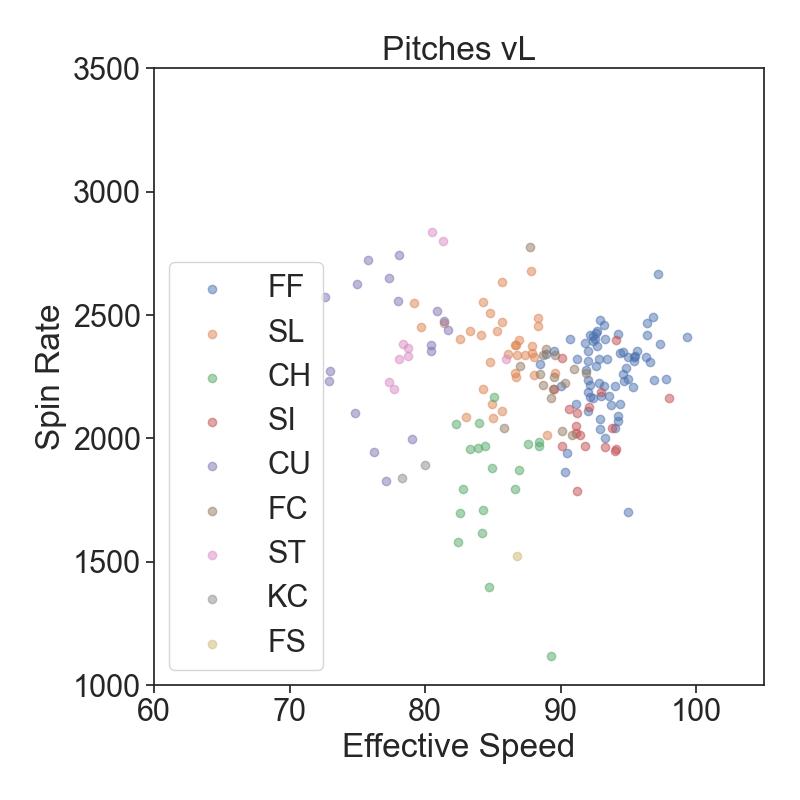 Pitches vL
3500
3000
2500
2000
1500
1000
Spin Rate
FF
SL
CH
SI
CU
FC
ST
KC
FS
60 70 80 90 100
Effective Speed